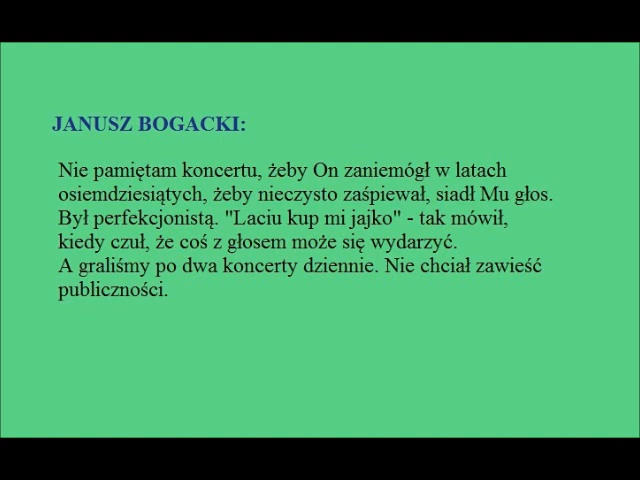 JANUSZ BOGACKI:
Nie pamiętam koncertu, żeby On zaniemógł w latach
osiemdziesiątych, żeby nieczysto zaśpiewał, siadł Mu głos.
Był perfekcjonistą. "Laciu kup mi jajko" - tak mówił,
kiedy czuł, że coś z głosem może się wydarzyć.
A graliśmy po dwa koncerty dziennie. Nie chciał zawieść
publiczności.